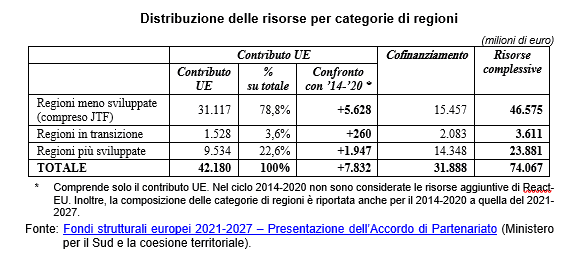 Distribuzione delle risorse per categorie di regioni
(milioni di euro)
Contributo UE Cofinanziamento Risorse complessive
Contributo UE % su totale Confronto con '14-'20 *
Regioni meno sviluppate (compreso JTF) 31.117 78,8% +5.628 15.457 46.575
Regioni in transizione 1.528 3,6% +260 2.083 3.611
Regioni più sviluppate 9.534 22,6% +1.947 14.348 23.881
TOTALE 42.180 100% +7.832 31.888 74.067
* Comprende solo il contributo UE. Nel ciclo 2014-2020 non sono considerate le risorse aggiuntive di React-
EU. Inoltre, la composizione delle categorie di regioni è riportata anche per il 2014-2020 a quella del 2021-
2027.
Fonte: Fondi strutturali europei 2021-2027 – Presentazione dell'Accordo di Partenariato (Ministero
per il Sud e la coesione territoriale).